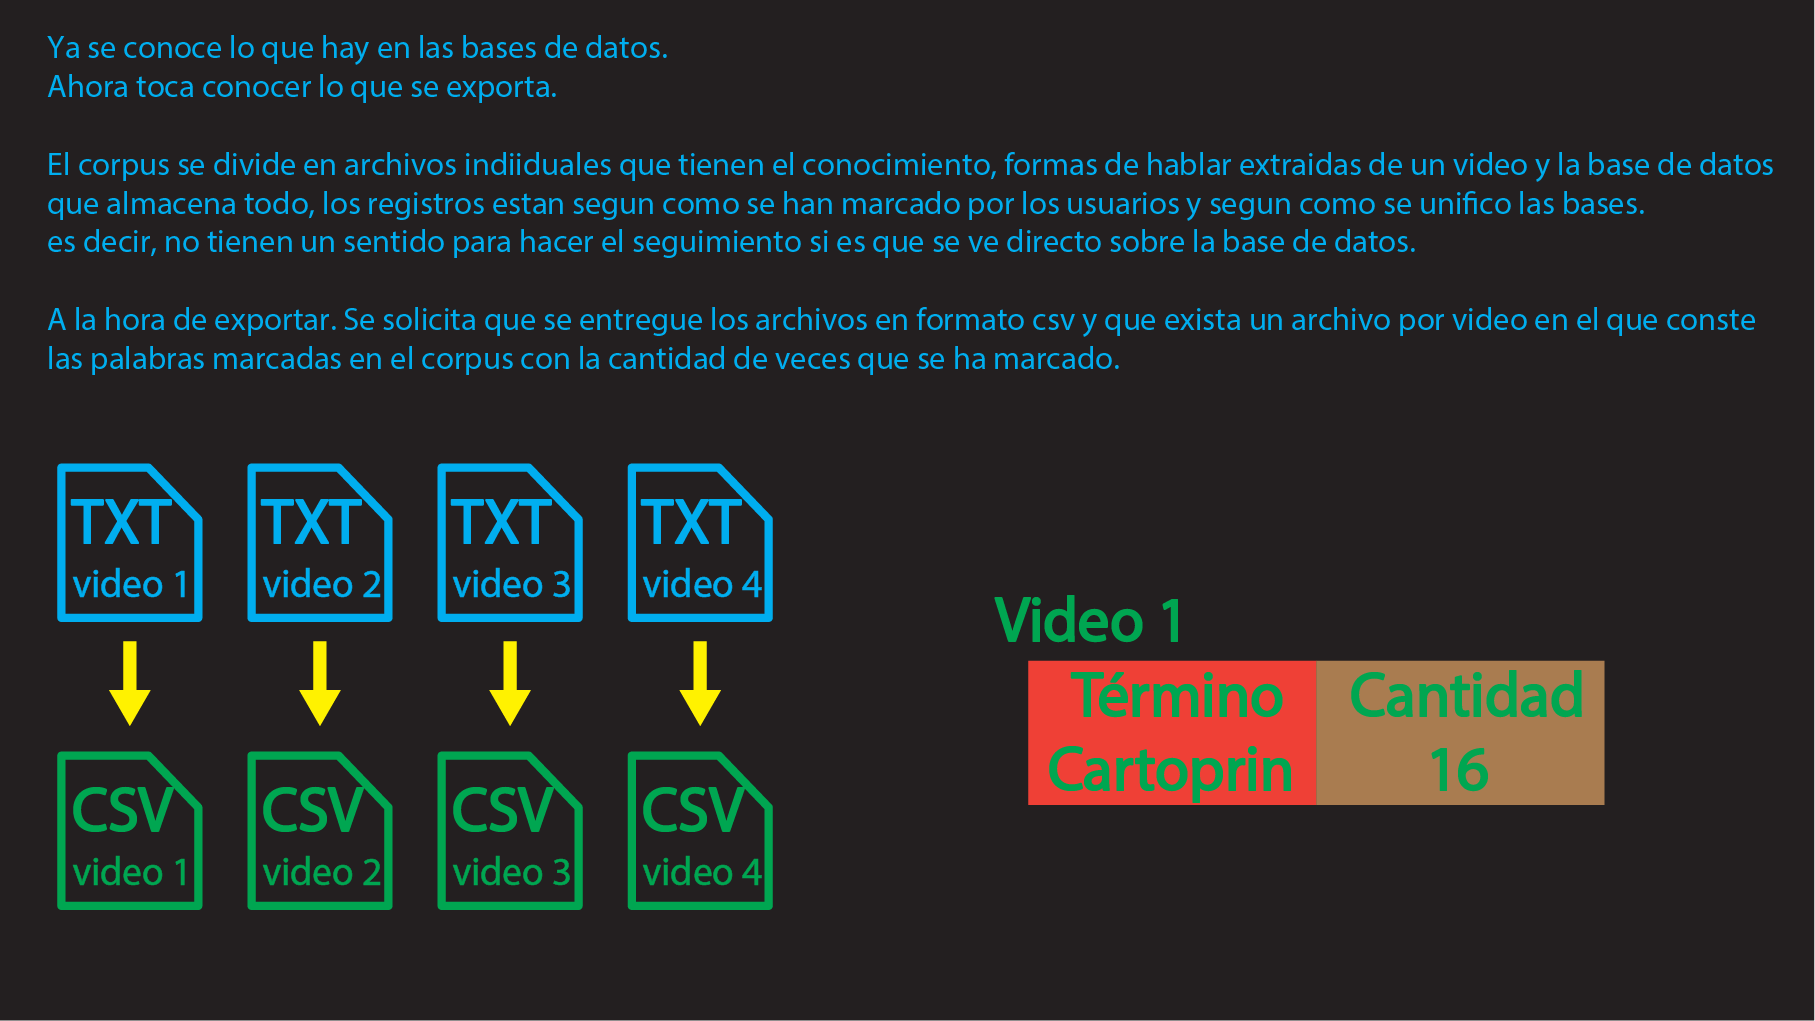 Ya se conoce lo que hay en las bases de datos.
Ahora toca conocer lo que se exporta.
El corpus se divide en archivos indiiduales que tienen el conocimiento, formas de hablar extraidas de un video y la base de datos
que almacena todo, los registros estan segun como se han marcado por los usuarios y segun como se unifico las bases.
es decir, no tienen un sentido para hacer el seguimiento si es que se ve directo sobre la base de datos.
A la hora de exportar. Se solicita que se entregue los archivos en formato csv y que exista un archivo por video en el que conste
las palabras marcadas en el corpus con la cantidad de veces que se ha marcado.
TXT TXT TXT TXT
video 1 video 2 video 3 video 4
CSV CSV CSV CSV
video 1 video 2 video 3 video 4
Video 1
Término Cantidad
Cartoprin 16